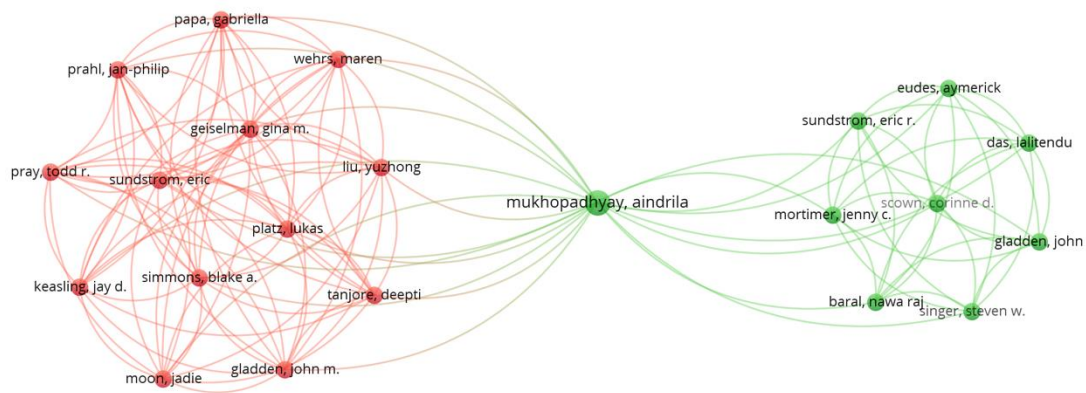 papa, gabriella
wehrs, maren
prahl, jan-philip
geiselman, gina m.
pray, todd r.
sundstrom, eric
liu, yuzhong
platz, lukas
keasling, jay d.
simmons, blake a.
tanjore, deepti
moon, jadie
gladden, john m.
mukhopadhyay, aindrila
eudes, aymerick
sundstrom, eric r.
das, lalitendu
scown, corinne d.
mortimer, jenny c.
gladden, john
baral, nawa raj
singer, steven w.